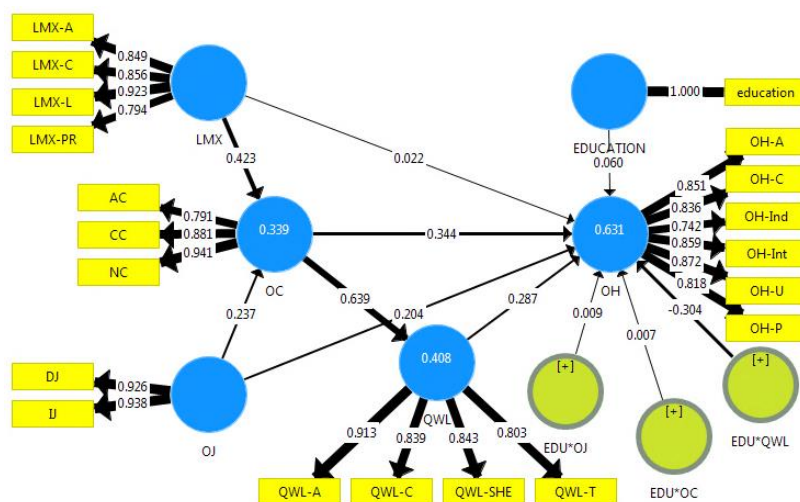 LMX-A
LMX-C
LMX-L
LMX-PR
0.849
0.856
0.923
0.794
LMX
0.423
0.022
EDUCATION
0.060
1.000
education
AC
CC
NC
0.791
0.881
0.941
0.339
OC
0.344
0.631
OH
0.851
0.836
0.742
0.859
0.872
0.818
OH-A
OH-C
OH-Ind
OH-Int
OH-U
OH-P
0.237
0.639
0.204
0.287
0.009
0.007
-0.304
DJ
IJ
0.926
0.938
OJ
0.408
QWL
[+]
EDU*OJ
[+]
EDU*OC
[+]
EDU*QWL
0.913
0.839
0.843
0.803
QWL-A
QWL-C
QWL-SHE
QWL-T